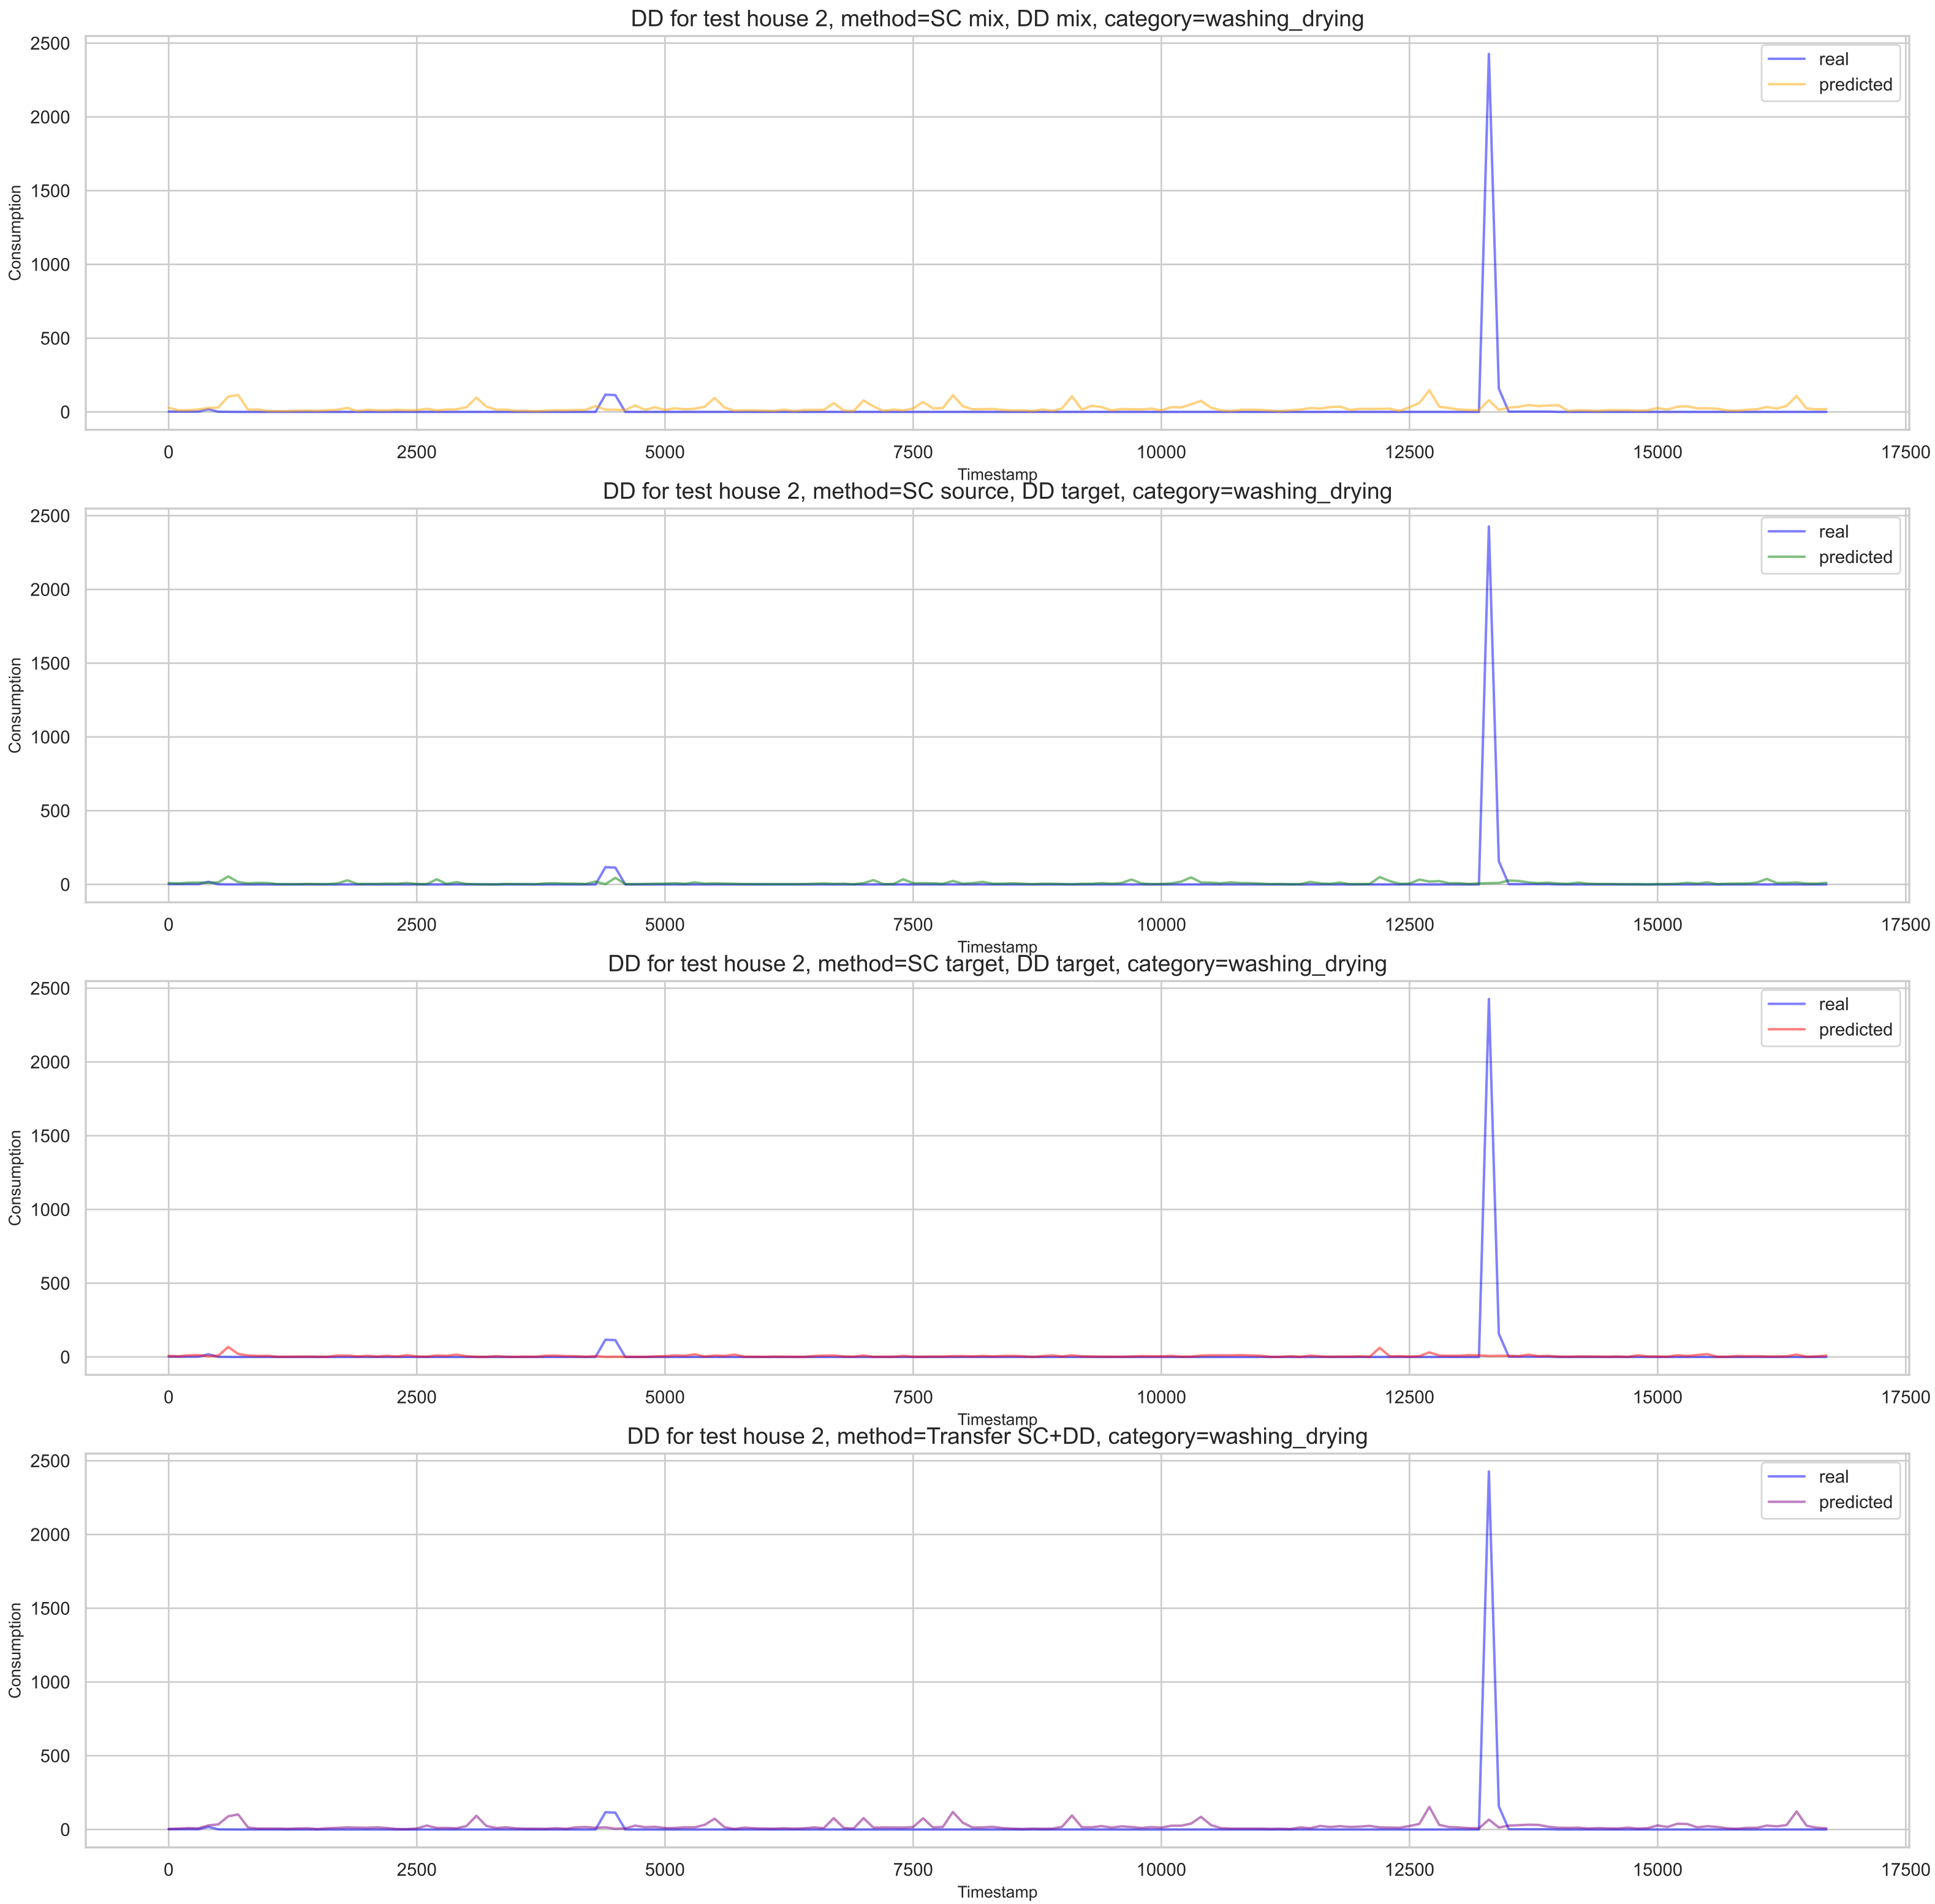 DD for test house 2, method=SC mix, DD mix, category=washing_drying
2500
2000
1500
1000
500
0
Consumption
real
predicted
0 2500 5000 7500 10000 12500 15000 17500
Timestamp
DD for test house 2, method=SC source, DD target, category=washing_drying
2500
2000
1500
1000
500
0
Consumption
real
predicted
0 2500 5000 7500 10000 12500 15000 17500
Timestamp
DD for test house 2, method=SC target, DD target, category=washing_drying
2500
2000
1500
1000
500
0
Consumption
real
predicted
0 2500 5000 7500 10000 12500 15000 17500
Timestamp
DD for test house 2, method=Transfer SC+DD, category=washing_drying
2500
2000
1500
1000
500
0
Consumption
real
predicted
0 2500 5000 7500 10000 12500 15000 17500
Timestamp